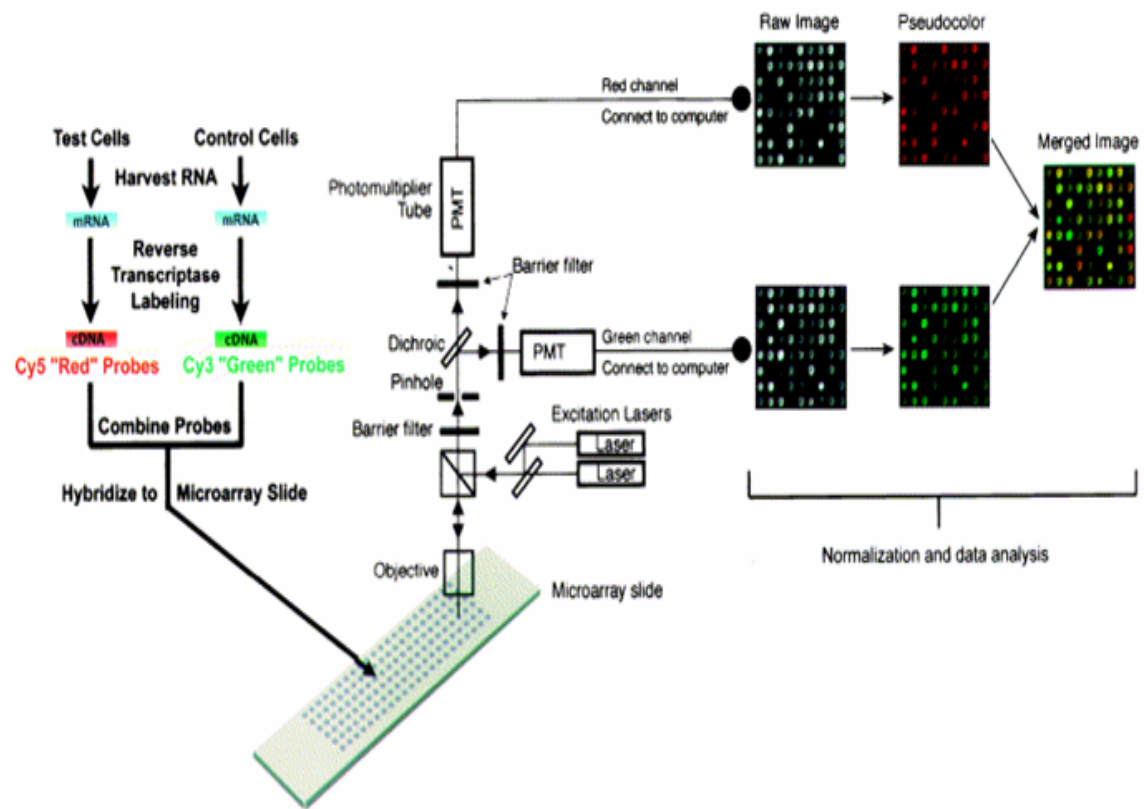 Test Cells
Control Cells
Harvest RNA
mRNA
mRNA
Reverse
Transcriptase
Labeling
cDNA
cDNA
Cy5 "Red" Probes
Cy3 "Green" Probes
Combine Probes
Hybridize to
Microarray Slide
Photomultiplier
Tube
PMT
Barrier filter
Dichroic
PMT
Pinhole
Barrier filter
Excitation Lasers
Laser
Laser
Objective
Microarray slide
Red channel
Connect to computer
Green channel
Connect to computer
Raw Image
Pseudocolor
Merged Image
Normalization and data analysis